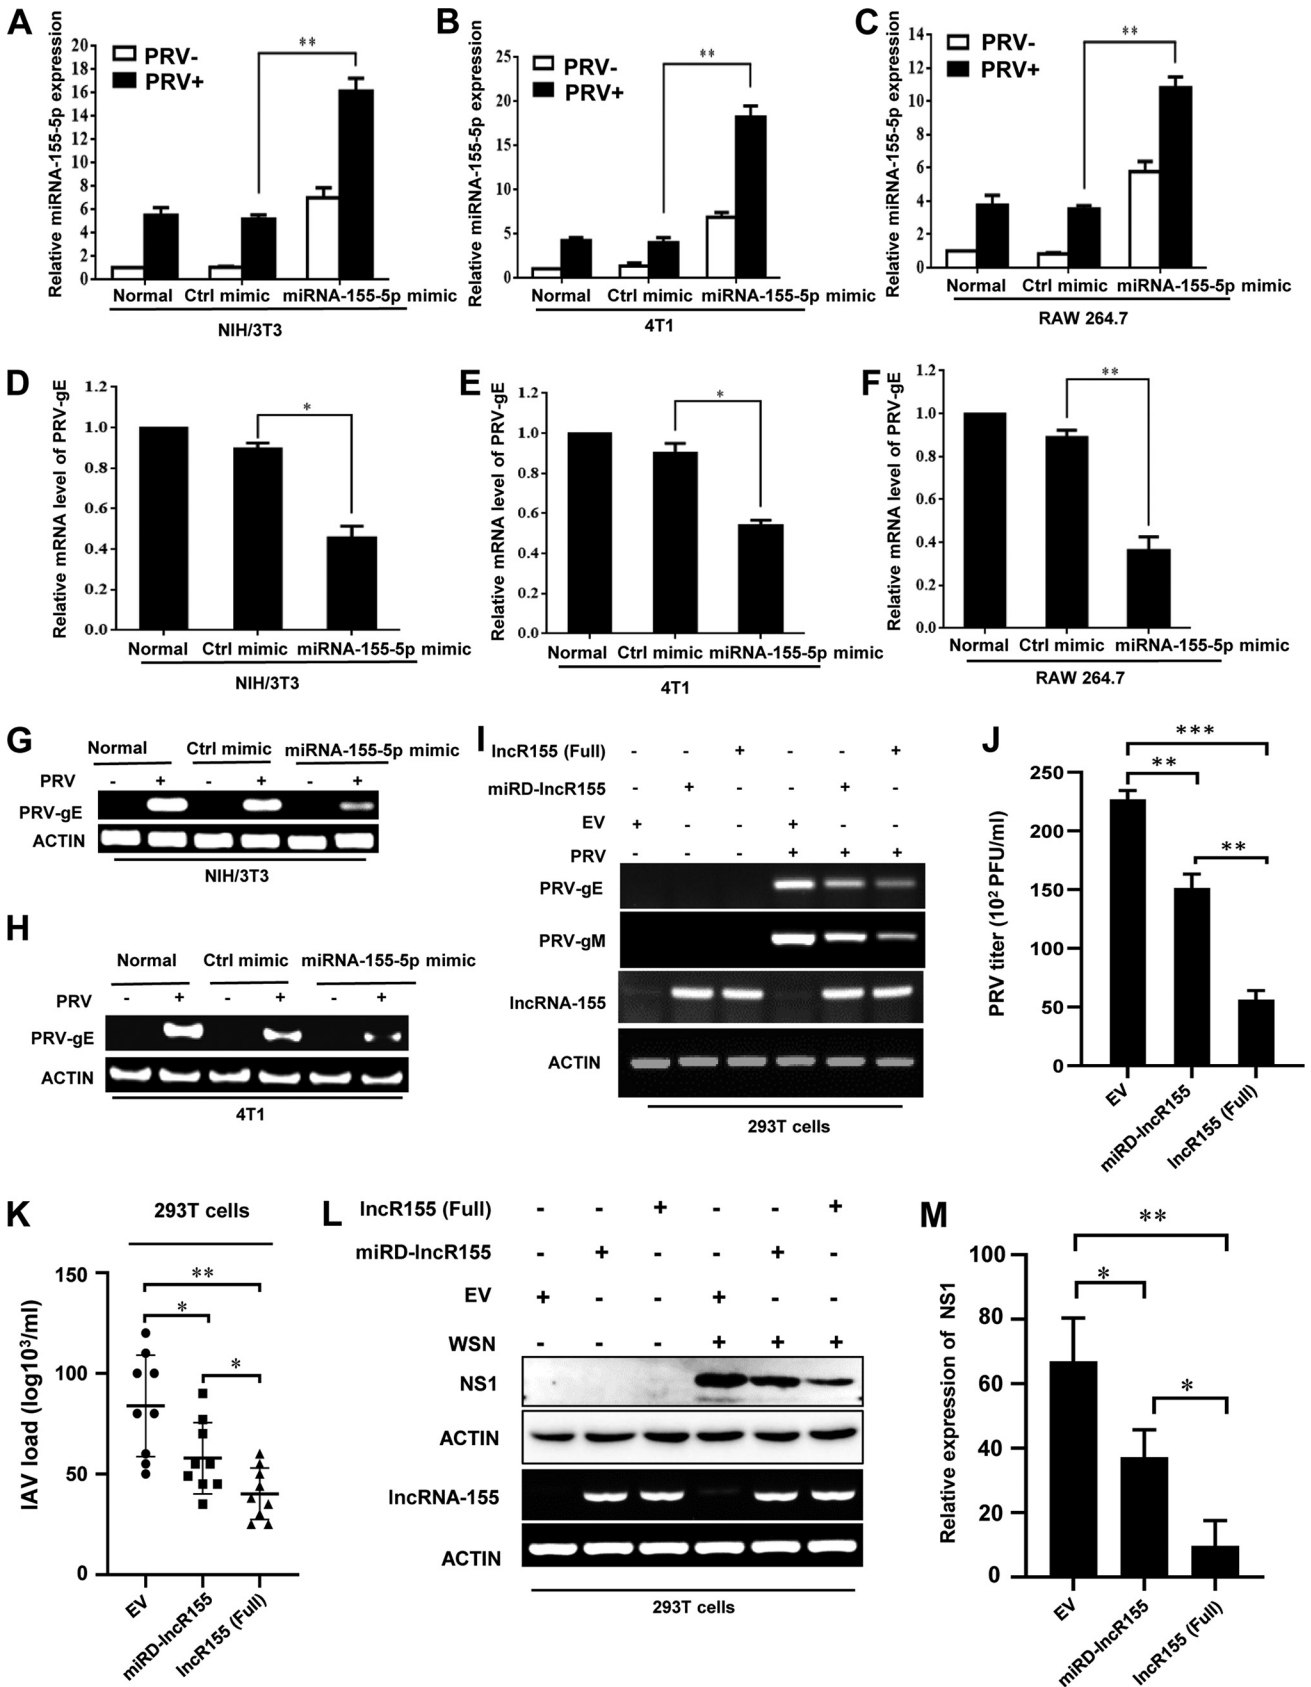 A
Relative miRNA-155-5p expression
20
18
16
14
12
10
8
6
4
2
0
PRV-
PRV+
**
Normal Ctrl mimic miRNA-155-5p mimic
NIH/3T3
B
Relative miRNA-155-5p expression
25
20
15
10
5
0
PRV-
PRV+
**
Normal Ctrl mimic miRNA-155-5p mimic
4T1
C
Relative miRNA-155-5p expression
14
12
10
8
6
4
2
0
PRV-
PRV+
**
Normal Ctrl mimic miRNA-155-5p mimic
RAW 264.7
D
Relative mRNA level of PRV-gE
1.2
1.0
0.8
0.6
0.4
0.2
0.0
*
Normal Ctrl mimic miRNA-155-5p mimic
NIH/3T3
E
Relative mRNA level of PRV-gE
1.2
1.0
0.8
0.6
0.4
0.2
0.0
*
Normal Ctrl mimic miRNA-155-5p mimic
4T1
F
Relative mRNA level of PRV-gE
1.2
1.0
0.8
0.6
0.4
0.2
0.0
**
Normal Ctrl mimic miRNA-155-5p mimic
RAW 264.7
G
Normal Ctrl mimic miRNA-155-5p mimic
PRV - + - + - +
PRV-gE
ACTIN
NIH/3T3
H
Normal Ctrl mimic miRNA-155-5p mimic
PRV - + - + - +
PRV-gE
ACTIN
4T1
I
lncR155 (Full) - - + - - +
miRD-lncR155 - + - - + -
EV + - - + - -
PRV - - - + + +
PRV-gE
PRV-gM
lncRNA-155
ACTIN
293T cells
J
PRV titer (10² PFU/ml)
250
200
150
100
50
0
***
**
**
EV
miRD-lncR155
lncR155 (Full)
K
293T cells
IAV load (log10³/ml)
150
100
50
0
**
*
*
EV
miRD-lncR155
lncR155 (Full)
L
lncR155 (Full) - - + - - +
miRD-lncR155 - + - - + -
EV + - - + - -
WSN - - - + + +
NS1
ACTIN
lncRNA-155
ACTIN
293T cells
M
Relative expression of NS1
100
80
60
40
20
0
**
*
*
EV
miRD-lncR155
lncR155 (Full)